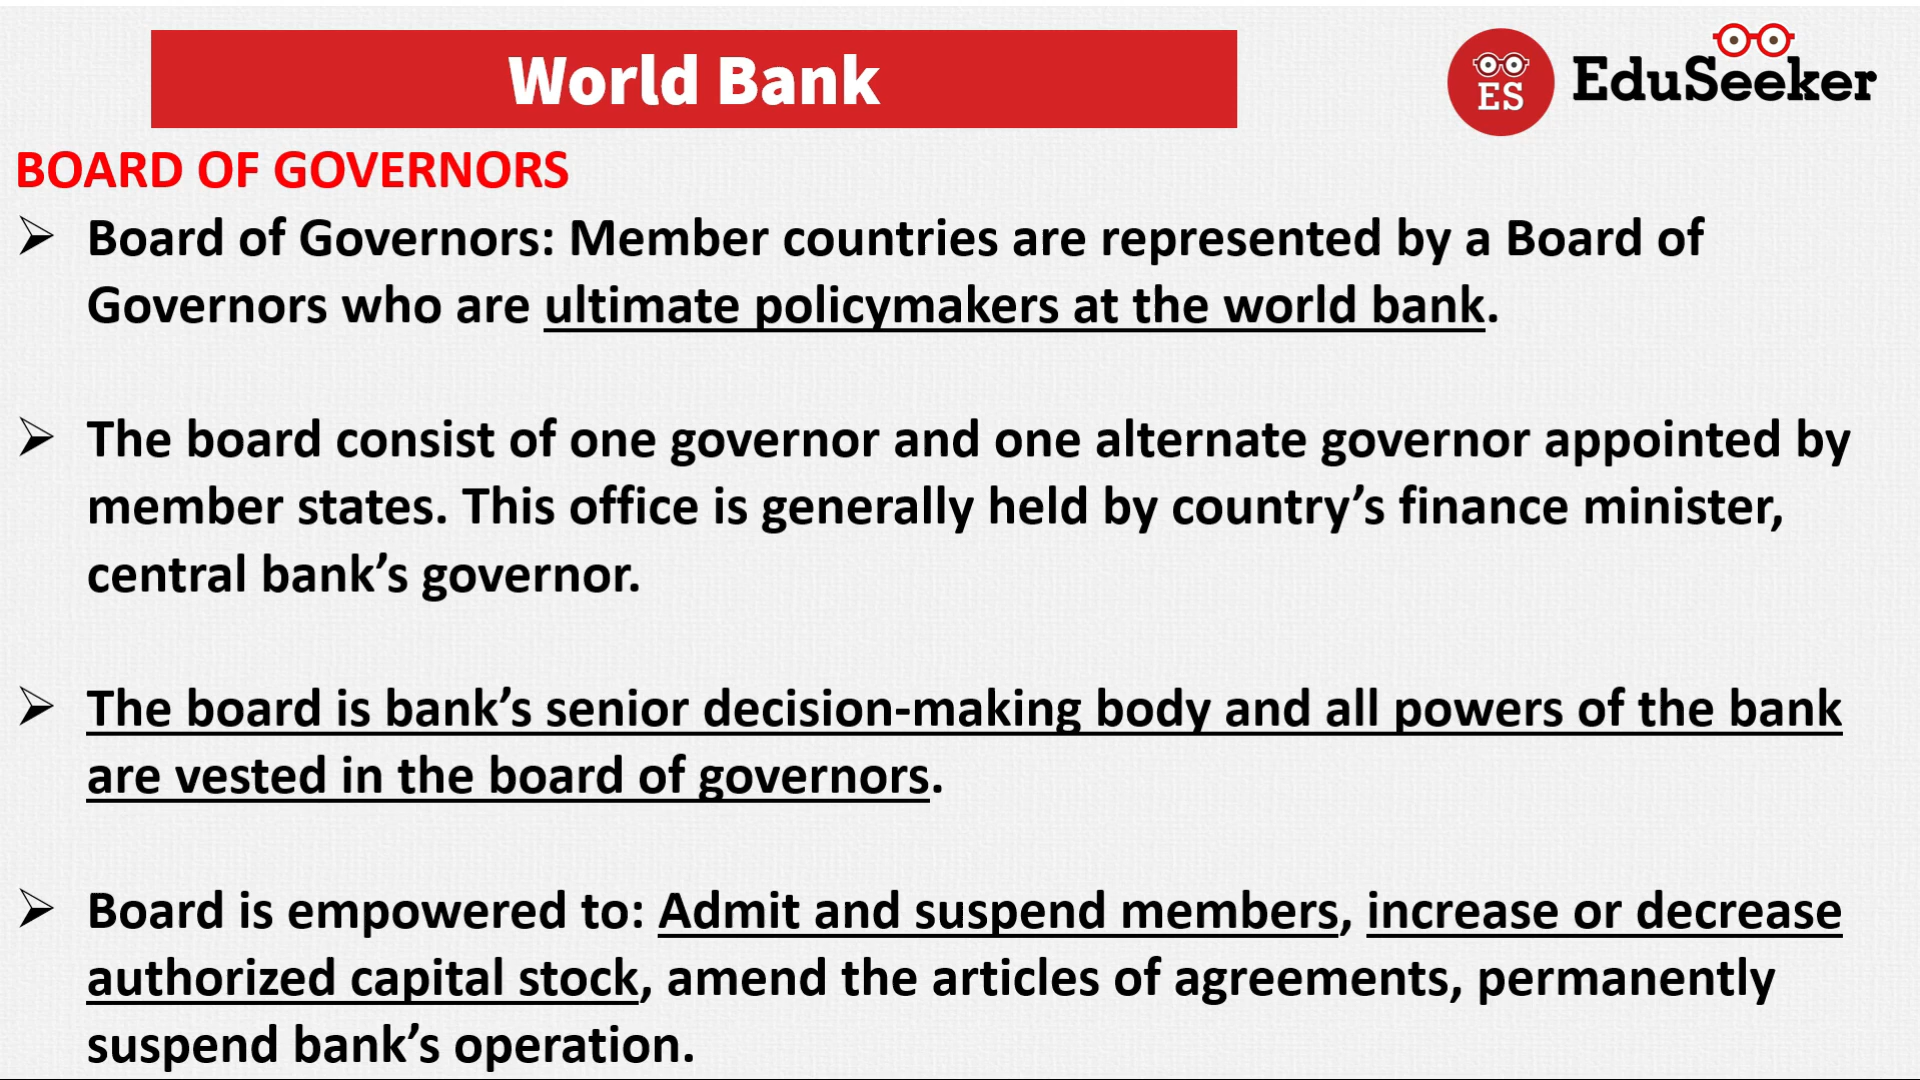 World Bank
ES
EduSeeker
BOARD OF GOVERNORS
➢ Board of Governors: Member countries are represented by a Board of
Governors who are ultimate policymakers at the world bank.
➢ The board consist of one governor and one alternate governor appointed by
member states. This office is generally held by country’s finance minister,
central bank’s governor.
➢ The board is bank’s senior decision-making body and all powers of the bank
are vested in the board of governors.
➢ Board is empowered to: Admit and suspend members, increase or decrease
authorized capital stock, amend the articles of agreements, permanently
suspend bank’s operation.